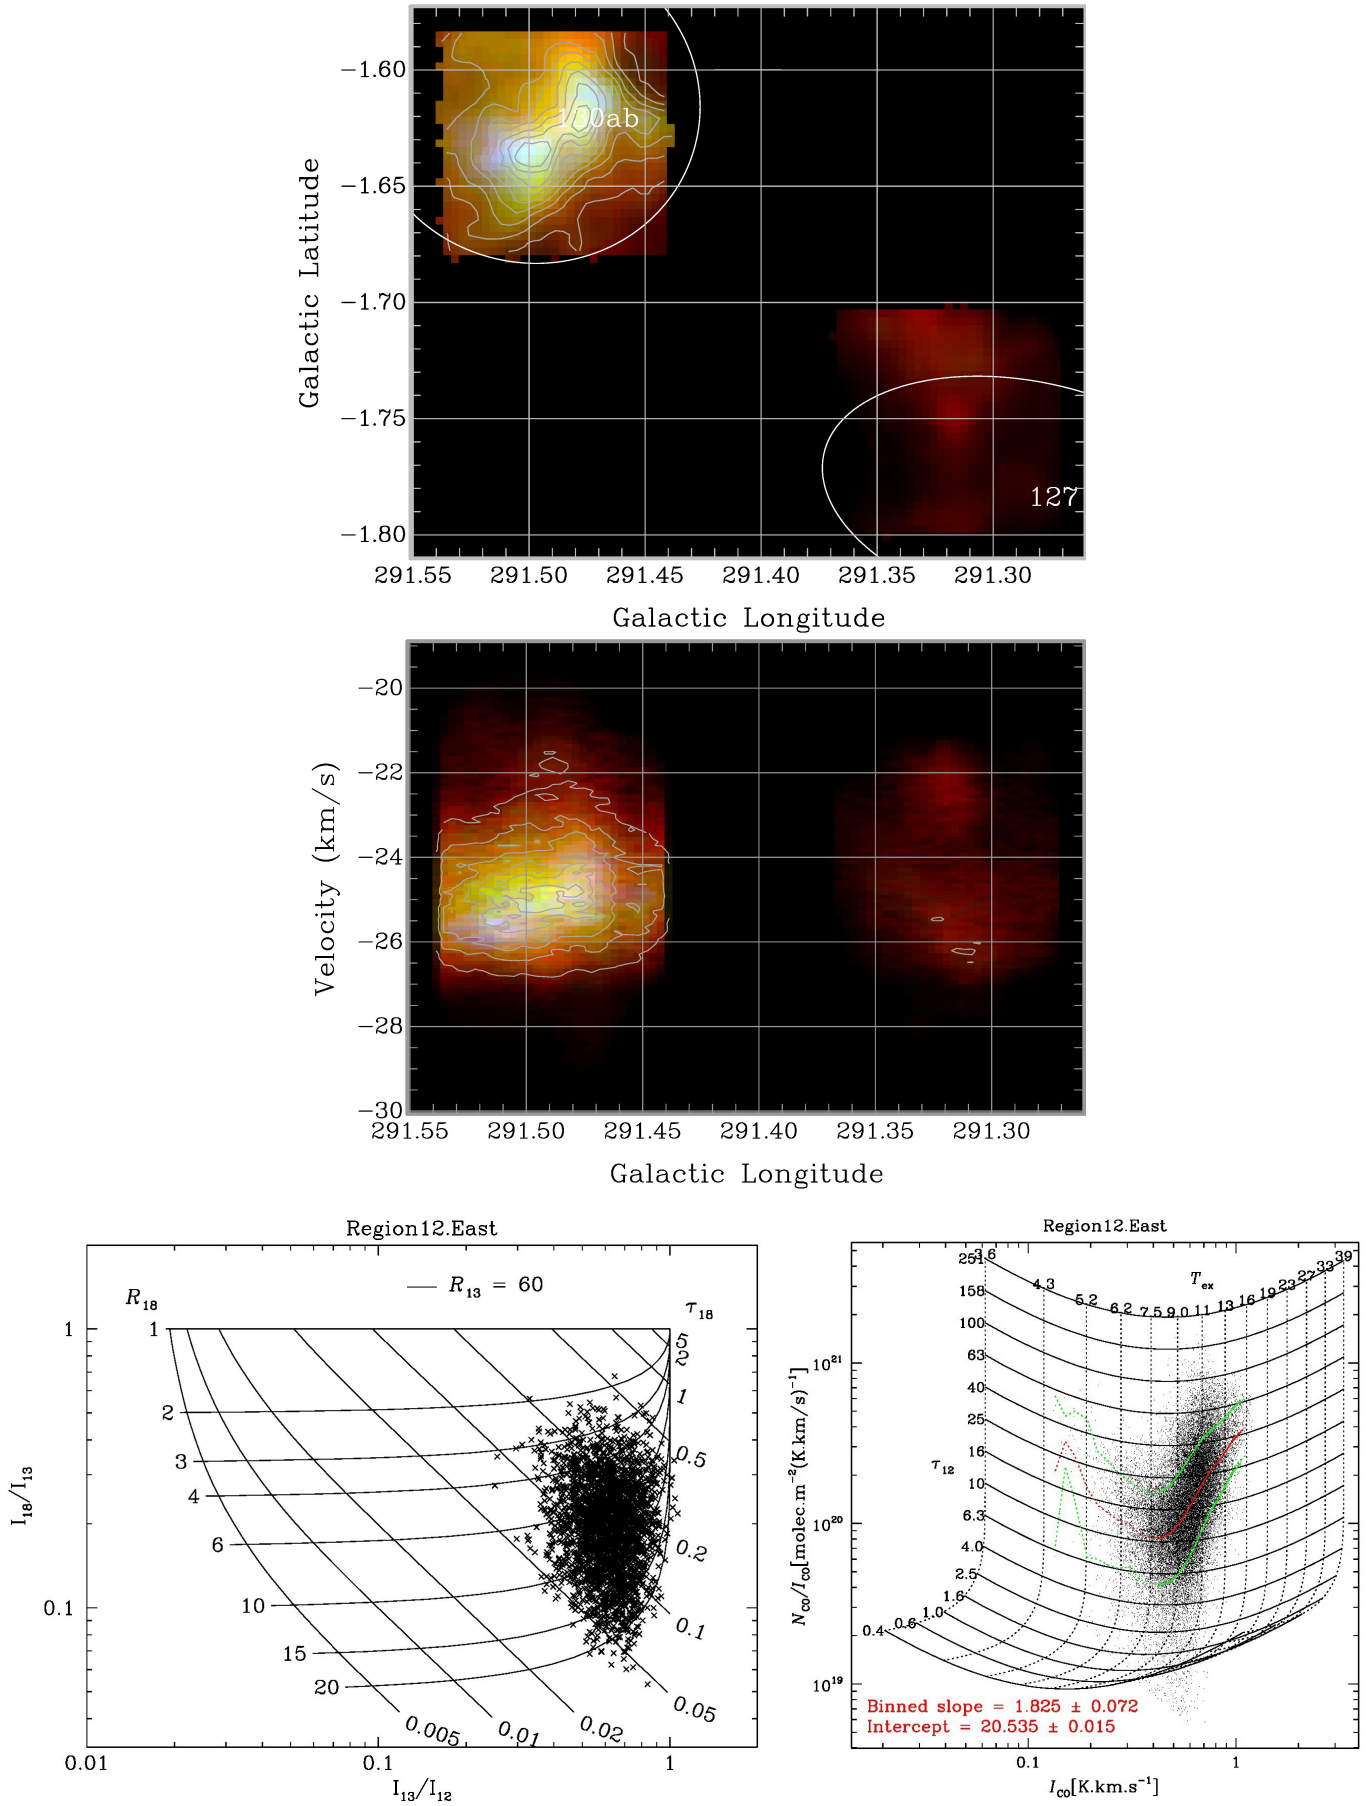 −1.60
−1.65
−1.70
−1.75
−1.80
Galactic Latitude
130ab
127
291.55 291.50 291.45 291.40 291.35 291.30
Galactic Longitude
−20
−22
−24
−26
−28
−30
Velocity (km/s)
291.55 291.50 291.45 291.40 291.35 291.30
Galactic Longitude
Region12.East
R13 = 60
R18
τ18
1
2
3
4
6
10
15
20
5
2
1
0.5
0.2
0.1
0.05
0.02
0.01
0.005
1
0.1
I18/I13
0.01 0.1 1
I13/I12
Region12.East
Tex
3.6 4.3 5.2 6.2 7.5 9.0 11 13 16 19 23 27 33 39
251
158
100
63
40
25
16
10
6.3
4.0
2.5
1.6
1.0
0.6
0.4
τ12
10²¹
10²⁰
10¹⁹
NCO/ICO[molec.m⁻²(K.km/s)⁻¹]
Binned slope = 1.825 ± 0.072
Intercept = 20.535 ± 0.015
0.1 1
ICO[K.km.s⁻¹]